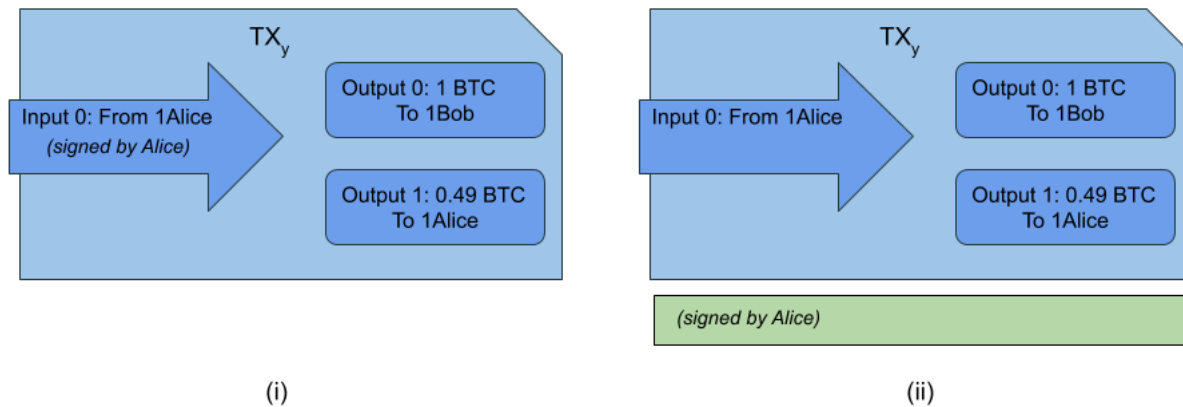 TXy
Input 0: From 1Alice
(signed by Alice)
Output 0: 1 BTC
To 1Bob
Output 1: 0.49 BTC
To 1Alice
(i)
TXy
Input 0: From 1Alice
Output 0: 1 BTC
To 1Bob
Output 1: 0.49 BTC
To 1Alice
(signed by Alice)
(ii)